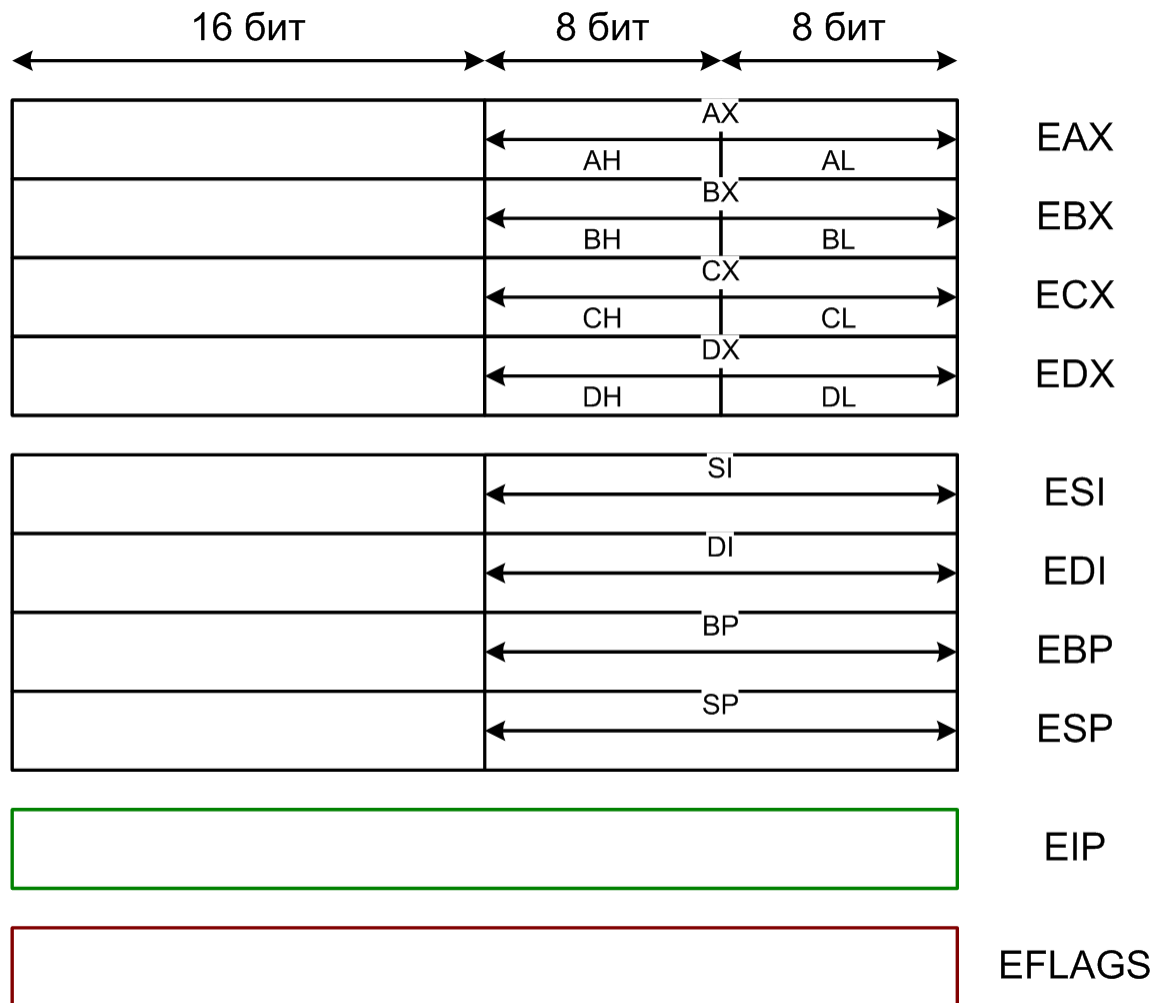 16 бит 8 бит 8 бит
AX
EAX
AH AL
BX
EBX
BH BL
CX
ECX
CH CL
DX
EDX
DH DL
SI
ESI
DI
EDI
BP
EBP
SP
ESP
EIP
EFLAGS